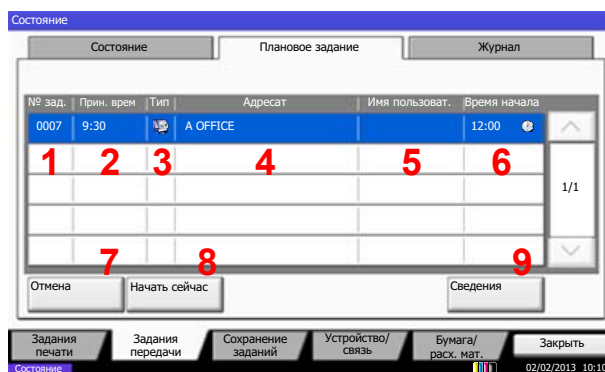 Состояние
Состояние Плановое задание Журнал
№ зад. Прин. врем Тип Адресат Имя пользоват. Время начала
0007 9:30 A OFFICE 12:00
1 2 3 4 5 6
1/1
7 8 9
Отмена Начать сейчас Сведения
Задания печати Задания передачи Сохранение заданий Устройство/ связь Бумага/ расх. мат. Закрыть
Состояние 02/02/2013 10:10